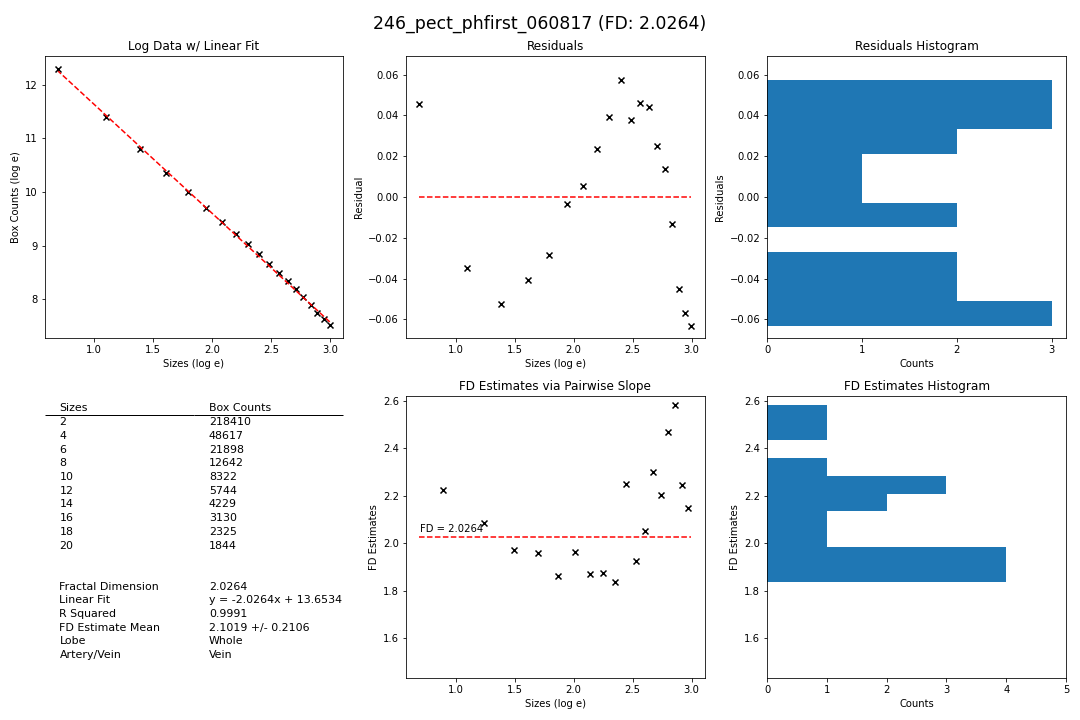 246_pect_phfirst_060817 (FD: 2.0264)
Log Data w/ Linear Fit
Box Counts (log e)
12
11
10
9
8
1.0 1.5 2.0 2.5 3.0
Sizes (log e)
Residuals
Residual
0.06
0.04
0.02
0.00
−0.02
−0.04
−0.06
1.0 1.5 2.0 2.5 3.0
Sizes (log e)
Residuals Histogram
Residuals
0.06
0.04
0.02
0.00
−0.02
−0.04
−0.06
0 1 2 3
Counts
Sizes Box Counts
2 218410
4 48617
6 21898
8 12642
10 8322
12 5744
14 4229
16 3130
18 2325
20 1844
Fractal Dimension 2.0264
Linear Fit y = -2.0264x + 13.6534
R Squared 0.9991
FD Estimate Mean 2.1019 +/- 0.2106
Lobe Whole
Artery/Vein Vein
FD Estimates via Pairwise Slope
FD Estimates
2.6
2.4
2.2
2.0
1.8
1.6
FD = 2.0264
1.0 1.5 2.0 2.5 3.0
Sizes (log e)
FD Estimates Histogram
FD Estimates
2.6
2.4
2.2
2.0
1.8
1.6
0 1 2 3 4 5
Counts